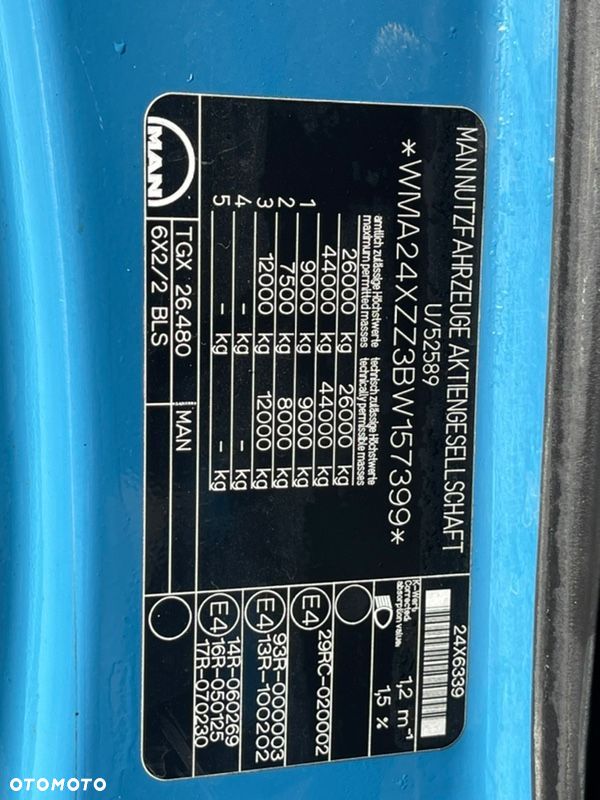 MAN NUTZFAHRZEUGE AKTIENGESELLSCHAFT
*WMA24XZZ3BW157399*
U/52589
26000 kg 26000 kg
44000 kg 44000 kg
amtlich zulässige Höchstwerte technisch zulässige Höchstwerte
maximum permitted masses technically permissible masses
1 9000 kg 9000 kg
2 7500 kg 8000 kg
3 12000 kg 12000 kg
4 - kg - kg
5 - kg - kg
TGX 26.480 MAN
6X2/2 BLS
MAN
24X6339
K-Wert:
Corrected absorption value:
1,2 m⁻¹
1,5 %
E4 29RC-020002
E4 93R-000003
13R-100202
E4 14R-060269
16R-050125
17R-070230
OTOMOTO